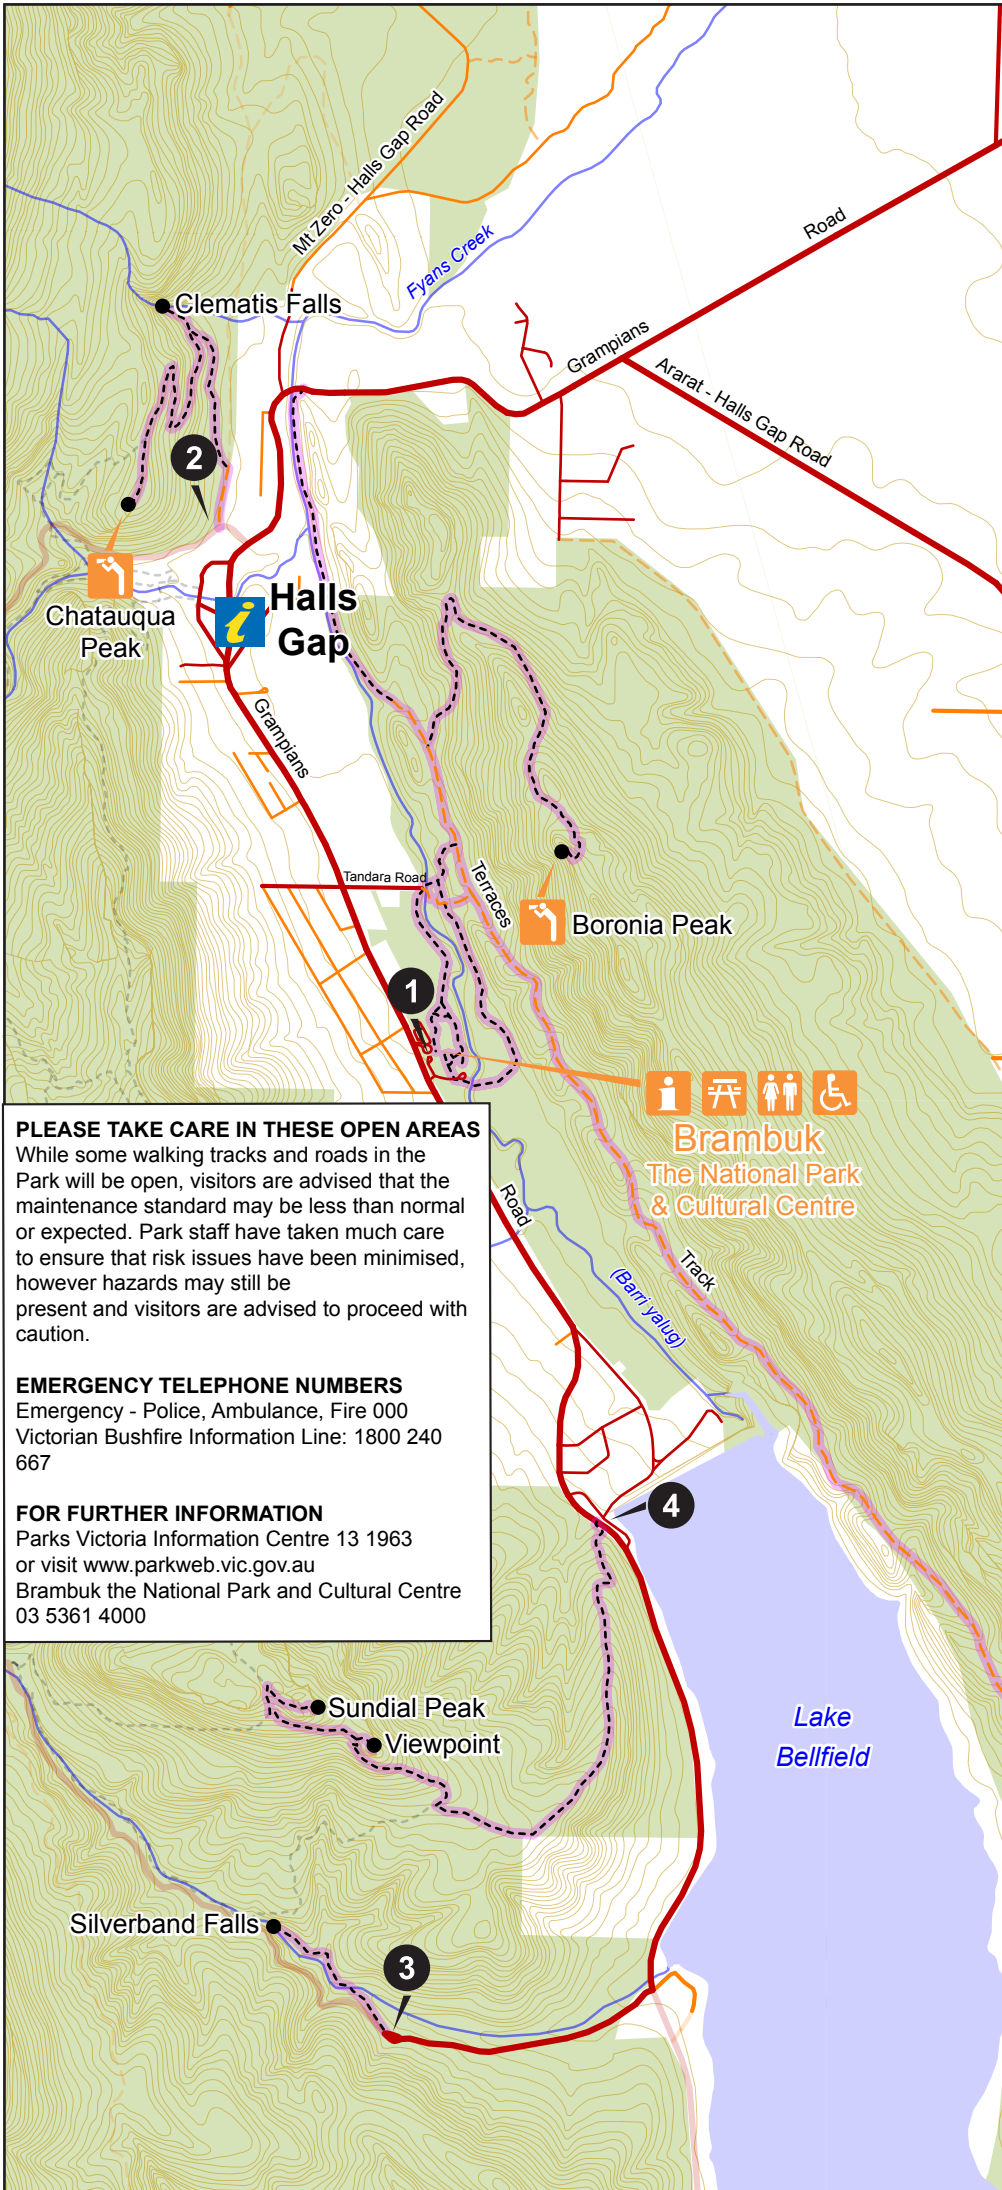 Mt Zero - Halls Gap Road
Road
Fyans Creek
Clematis Falls
Grampians
Ararat - Halls Gap Road
2
Halls
Gap
i
Chatauqua
Peak
Grampians
Tandara Road
Terraces
Boronia Peak
1
Brambuk
The National Park
& Cultural Centre
PLEASE TAKE CARE IN THESE OPEN AREAS
While some walking tracks and roads in the
Park will be open, visitors are advised that the
maintenance standard may be less than normal
or expected. Park staff have taken much care
to ensure that risk issues have been minimised,
however hazards may still be
present and visitors are advised to proceed with
caution.
EMERGENCY TELEPHONE NUMBERS
Emergency - Police, Ambulance, Fire 000
Victorian Bushfire Information Line: 1800 240
667
FOR FURTHER INFORMATION
Parks Victoria Information Centre 13 1963
or visit www.parkweb.vic.gov.au
Brambuk the National Park and Cultural Centre
03 5361 4000
Road
Track
(Barri yalug)
4
Sundial Peak
Viewpoint
Lake
Bellfield
Silverband Falls
3